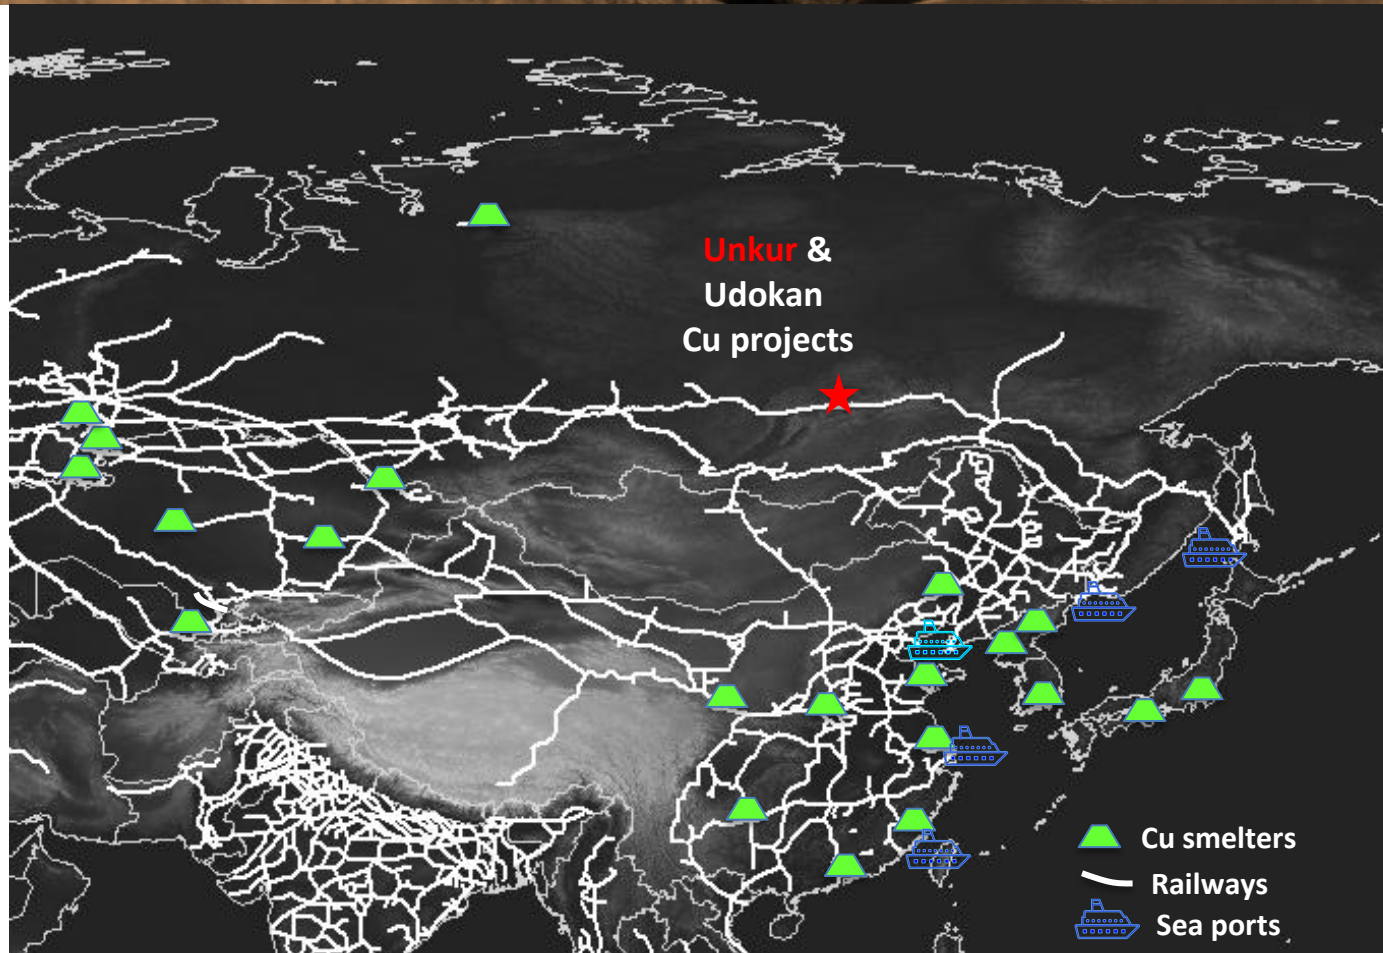 Unkur &
Udokan
Cu projects
Cu smelters
Railways
Sea ports